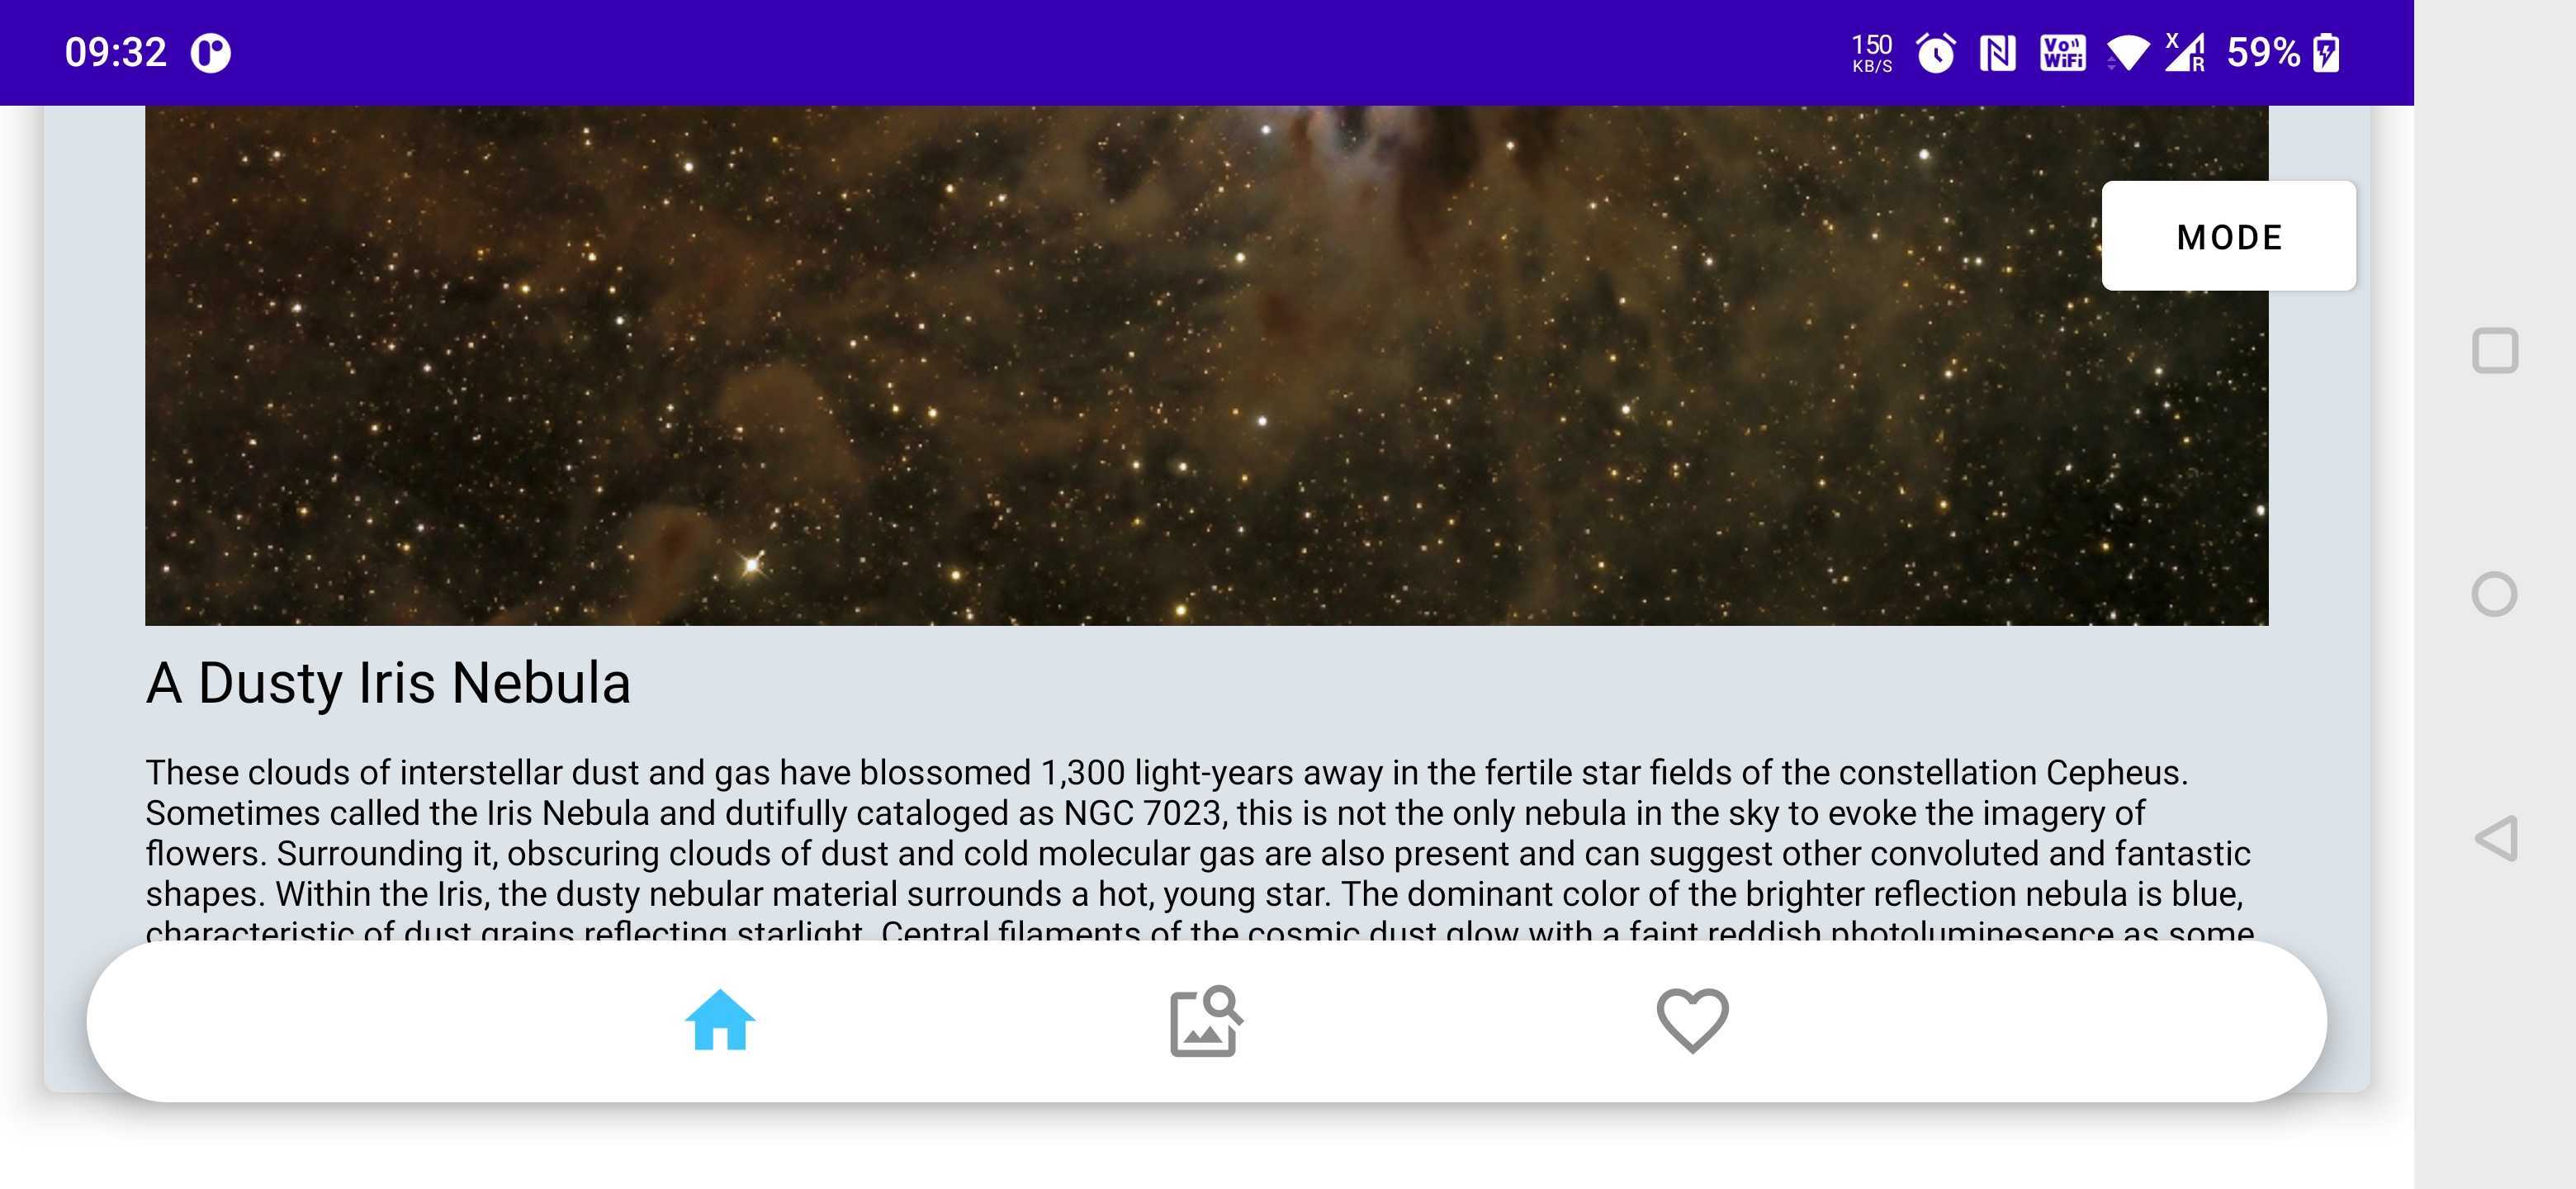 09:32
150
KB/S
Vo
WiFi
X
R
59%
MODE
A Dusty Iris Nebula
These clouds of interstellar dust and gas have blossomed 1,300 light-years away in the fertile star fields of the constellation Cepheus.
Sometimes called the Iris Nebula and dutifully cataloged as NGC 7023, this is not the only nebula in the sky to evoke the imagery of
flowers. Surrounding it, obscuring clouds of dust and cold molecular gas are also present and can suggest other convoluted and fantastic
shapes. Within the Iris, the dusty nebular material surrounds a hot, young star. The dominant color of the brighter reflection nebula is blue,
characteristic of dust grains reflecting starlight. Central filaments of the cosmic dust glow with a faint reddish photoluminesence as some